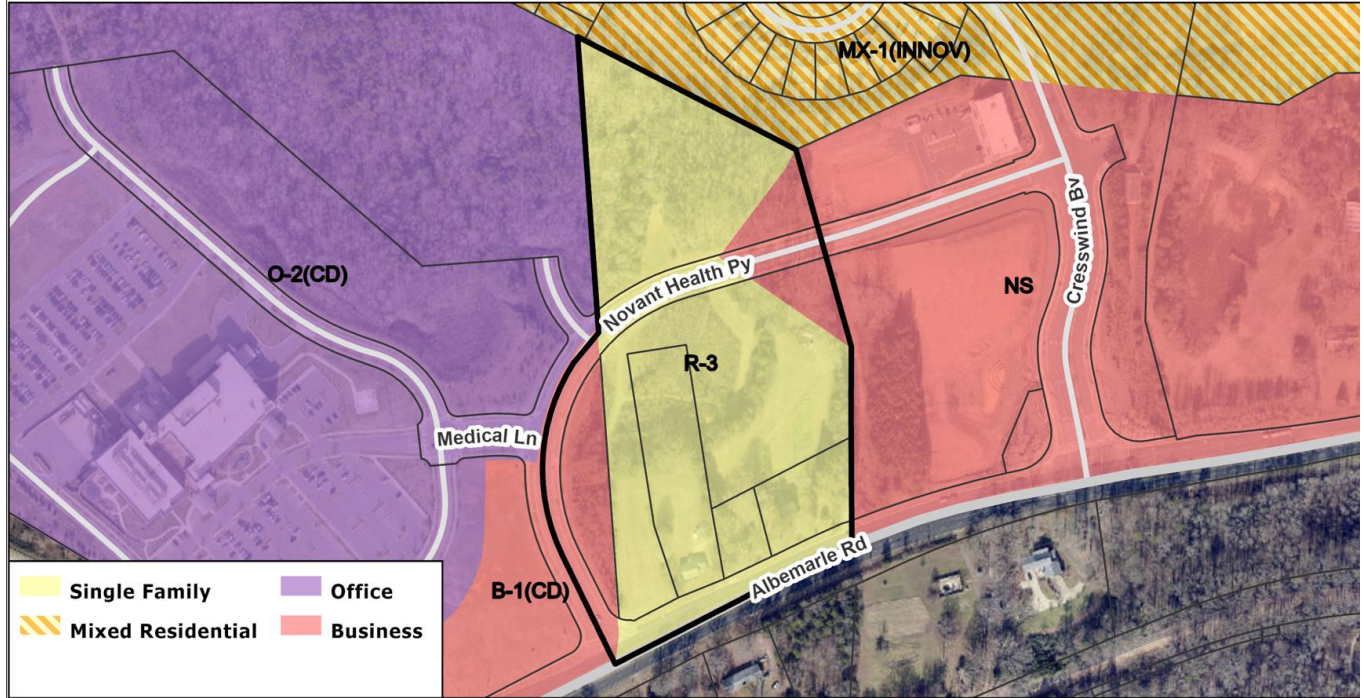 MX-1(INNOV)
O-2(CD)
Novant Health Py
Cresswind Bv
NS
R-3
Medical Ln
Albemarle Rd
B-1(CD)
Single Family
Office
Mixed Residential
Business